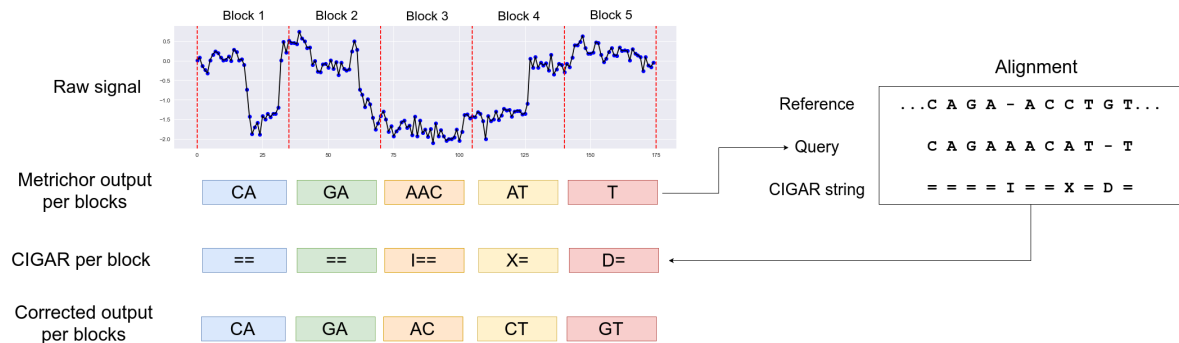 Block 1 Block 2 Block 3 Block 4 Block 5
0.5
0.0
−0.5
−1.0
−1.5
−2.0
0 25 50 75 100 125 150 175
Raw signal
Alignment
Reference ...C A G A - A C C T G T...
Query C A G A A A C A T - T
CIGAR string = = = = I = = X = D =
Metrichor output
per blocks
CA GA AAC AT T
CIGAR per block
== == I== X= D=
Corrected output
per blocks
CA GA AC CT GT